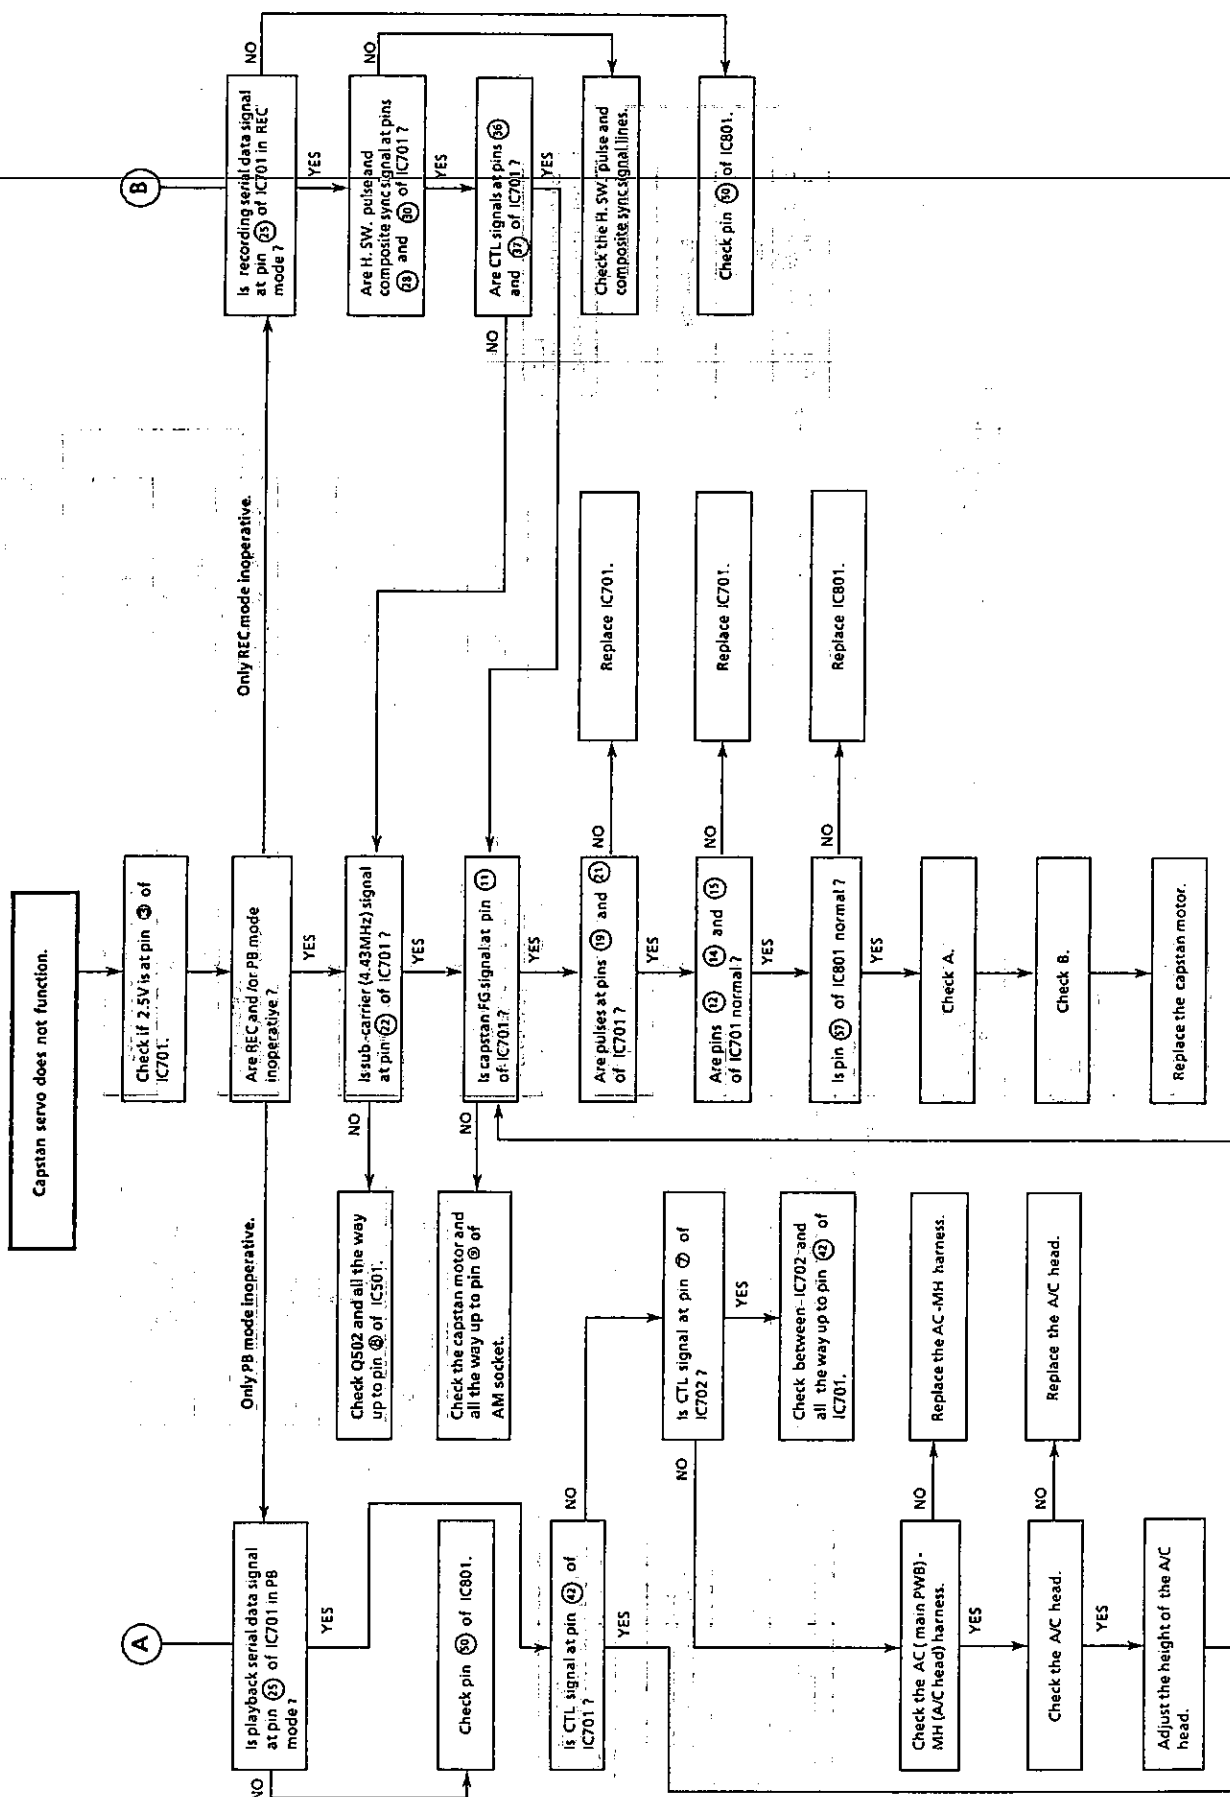 Capstan servo does not function.
Check if 2.5V is at pin ③ of
IC701.
Are REC and /or PB mode
inoperative ?
Only PB mode inoperative.
Only REC mode inoperative.
YES
Is sub-carrier (4.43MHz) signal
at pin ㉒ of IC701 ?
NO
Check Q502 and all the way
up to pin ⑧ of IC501.
YES
Is capstan FG signal at pin ⑪
of IC701 ?
NO
Check the capstan motor and
all the way up to pin ⑨ of
AM socket.
YES
Are pulses at pins ⑲ and ㉑
of IC701 ?
NO
Replace IC701.
YES
Are pins ⑫ ⑭ and ⑮
of IC701 normal ?
NO
Replace IC701.
YES
Is pin 57 of IC801 normal ?
NO
Replace IC801.
YES
Check A.
Check B.
Replace the capstan motor.
A
Is playback serial data signal
at pin ㉕ of IC701 in PB
mode ?
NO
YES
Check pin 50 of IC801.
Is CTL signal at pin 42 of
IC701 ?
NO
YES
Is CTL signal at pin ⑦ of
IC702 ?
NO
YES
Check between IC702 and
all the way up to pin 42 of
IC701.
Check the AC ( main PWB) -
MH (A/C head) harness.
NO
Replace the AC -MH harness.
YES
Check the A/C head.
NO
Replace the A/C head.
YES
Adjust the height of the A/C
head.
B
Is recording serial data signal
at pin ㉕ of IC701 in REC
mode ?
NO
YES
Are H. SW. pulse and
composite sync signal at pins
㉘ and ㉚ of IC701 ?
NO
YES
Are CTL signals at pins 36
and 37 of IC701 ?
NO
YES
Check the H. SW. pulse and
composite sync signal lines.
Check pin 50 of IC801.